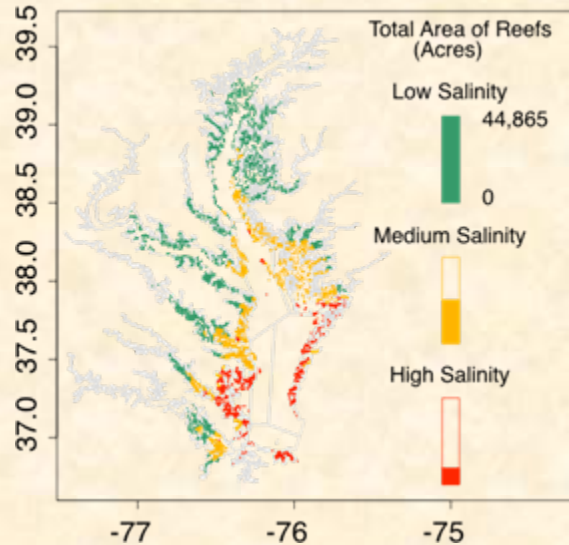 Total Area of Reefs
(Acres)
Low Salinity
44,865
0
Medium Salinity
High Salinity
39.5
39.0
38.5
38.0
37.5
37.0
-77
-76
-75